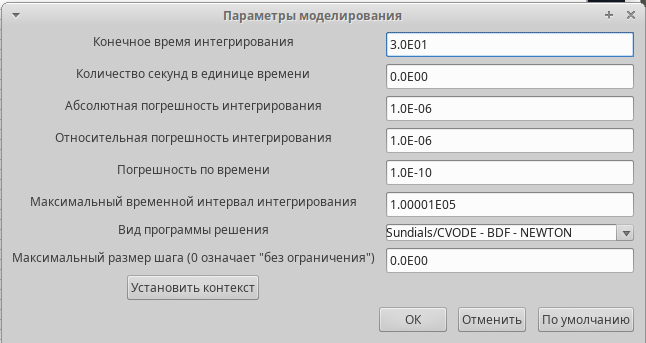 Параметры моделирования
Конечное время интегрирования 3.0E01
Количество секунд в единице времени 0.0E00
Абсолютная погрешность интегрирования 1.0E-06
Относительная погрешность интегрирования 1.0E-06
Погрешность по времени 1.0E-10
Максимальный временной интервал интегрирования 1.00001E05
Вид программы решения Sundials/CVODE - BDF - NEWTON
Максимальный размер шага (0 означает "без ограничения") 0.0E00
Установить контекст
ОК Отменить По умолчанию